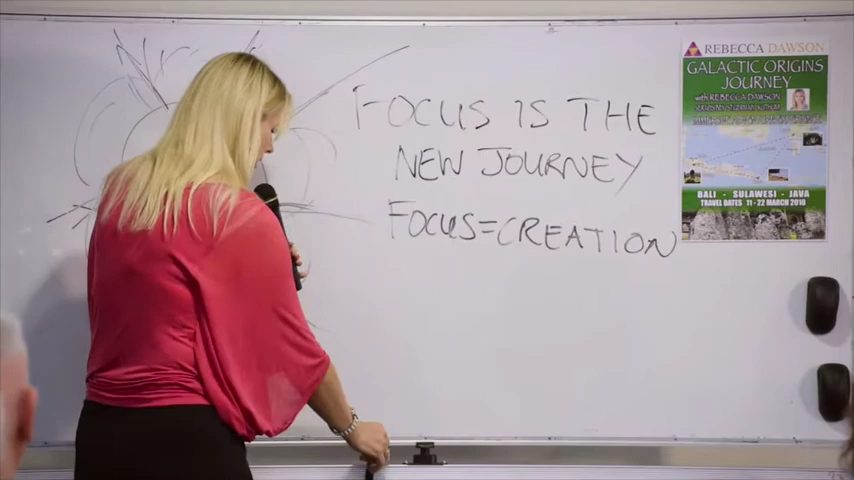 FOCUS IS THE
NEW JOURNEY
FOCUS=CREATION
REBECCA DAWSON
GALACTIC ORIGINS
JOURNEY
with REBECCA DAWSON
BALI - SULAWESI - JAVA
TRAVEL DATES 11 - 22 MARCH 2018